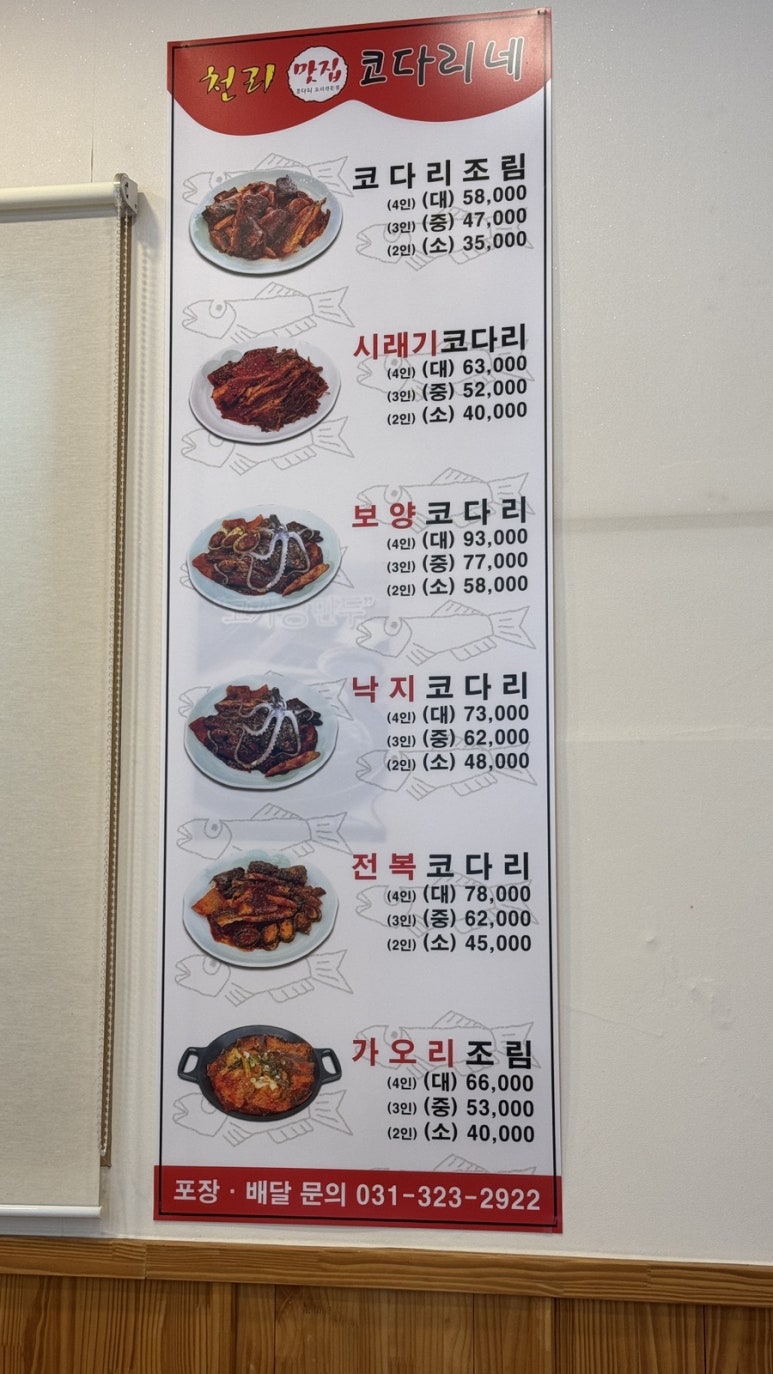 천리 맛집 코다리네
코다리조림
(4인) (대) 58,000
(3인) (중) 47,000
(2인) (소) 35,000
시래기코다리
(4인) (대) 63,000
(3인) (중) 52,000
(2인) (소) 40,000
보양코다리
(4인) (대) 93,000
(3인) (중) 77,000
(2인) (소) 58,000
낙지코다리
(4인) (대) 73,000
(3인) (중) 62,000
(2인) (소) 48,000
전복코다리
(4인) (대) 78,000
(3인) (중) 62,000
(2인) (소) 45,000
가오리조림
(4인) (대) 66,000
(3인) (중) 53,000
(2인) (소) 40,000
포장 · 배달 문의 031-323-2922